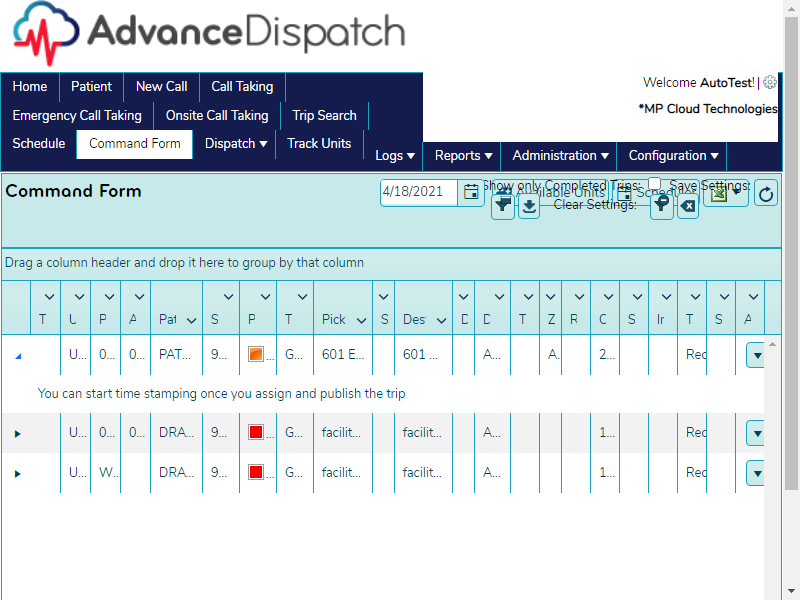 AdvanceDispatch
Home Patient New Call Call Taking
Welcome AutoTest! |
Emergency Call Taking Onsite Call Taking Trip Search
*MP Cloud Technologies
Schedule Command Form Dispatch Track Units
Logs Reports Administration Configuration
Command Form
4/18/2021
Show only Completed Trips: Save Settings:
Available Units
Clear Settings:
Drag a column header and drop it here to group by that column
T U P A Pat S P T Pick S Des D D T Z R C S Ir T S A
U... 0... 0... PAT... 9... ... G... 601 E... 601 ... A... A. 2... Rec
You can start time stamping once you assign and publish the trip
U... 0... 0... DRA... 9... ... G... facilit... facilit... A... 1... Rec
U... W... DRA... 9... ... G... facilit... facilit... A... 1... Rec